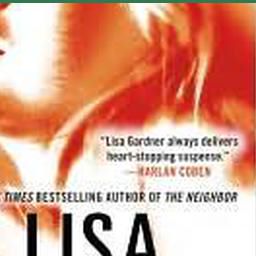 "Lisa Gardner always delivers
heart-stopping suspense."
—HARLAN COBEN
TIMES BESTSELLING AUTHOR OF THE NEIGHBOR
LISA